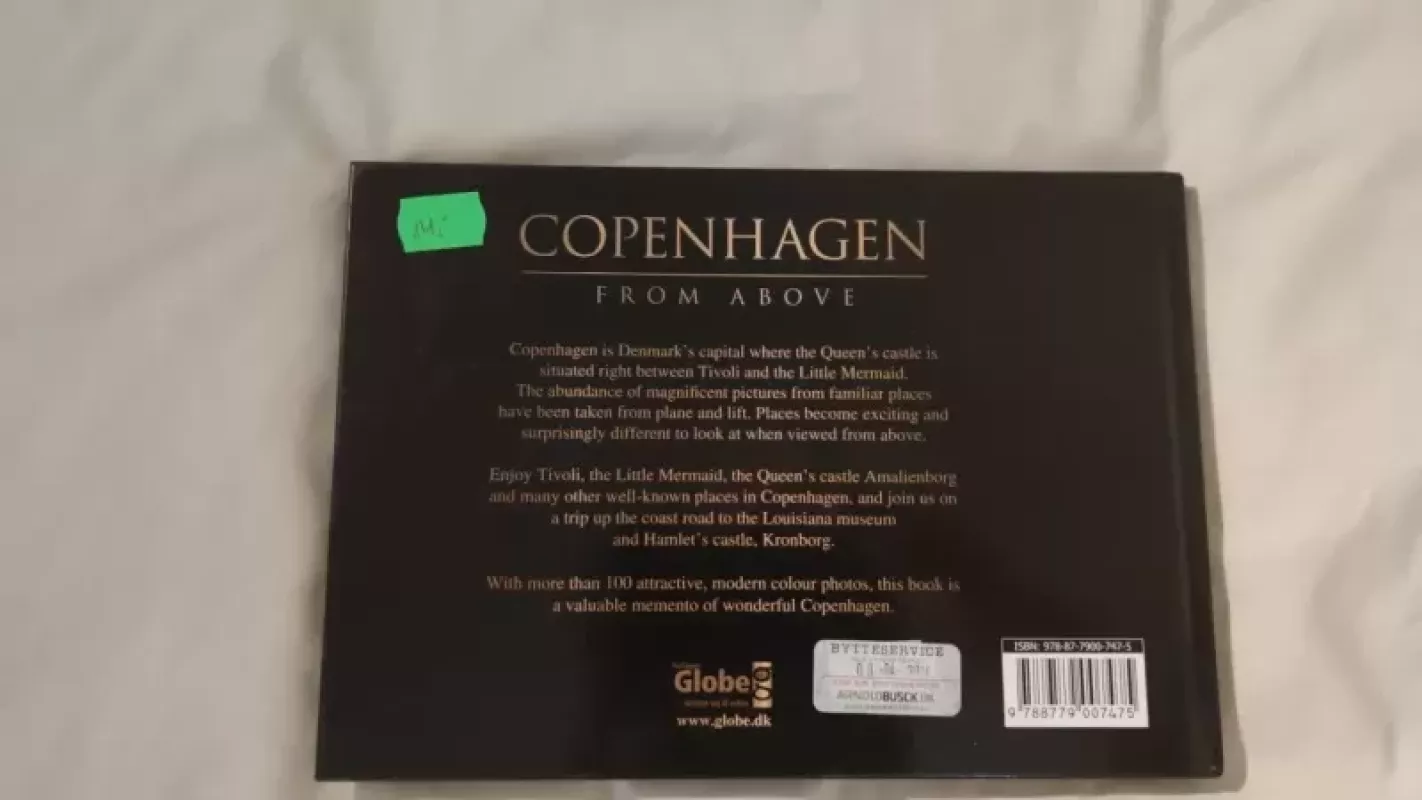 COPENHAGEN
FROM ABOVE
Copenhagen is Denmark's capital where the Queen's castle is
situated right between Tivoli and the Little Mermaid.
The abundance of magnificent pictures from familiar places
have been taken from plane and lift. Places become exciting and
surprisingly different to look at when viewed from above.
Enjoy Tivoli, the Little Mermaid, the Queen's castle Amalienborg
and many other well-known places in Copenhagen, and join us on
a trip up the coast road to the Louisiana museum
and Hamlet's castle, Kronborg.
With more than 100 attractive, modern colour photos, this book is
a valuable memento of wonderful Copenhagen.
Globe
www.globe.dk
BYTTESERVICE
ARNOLDBUSCK.DK
ISBN: 978-87-7900-747-5
9 788779 007475